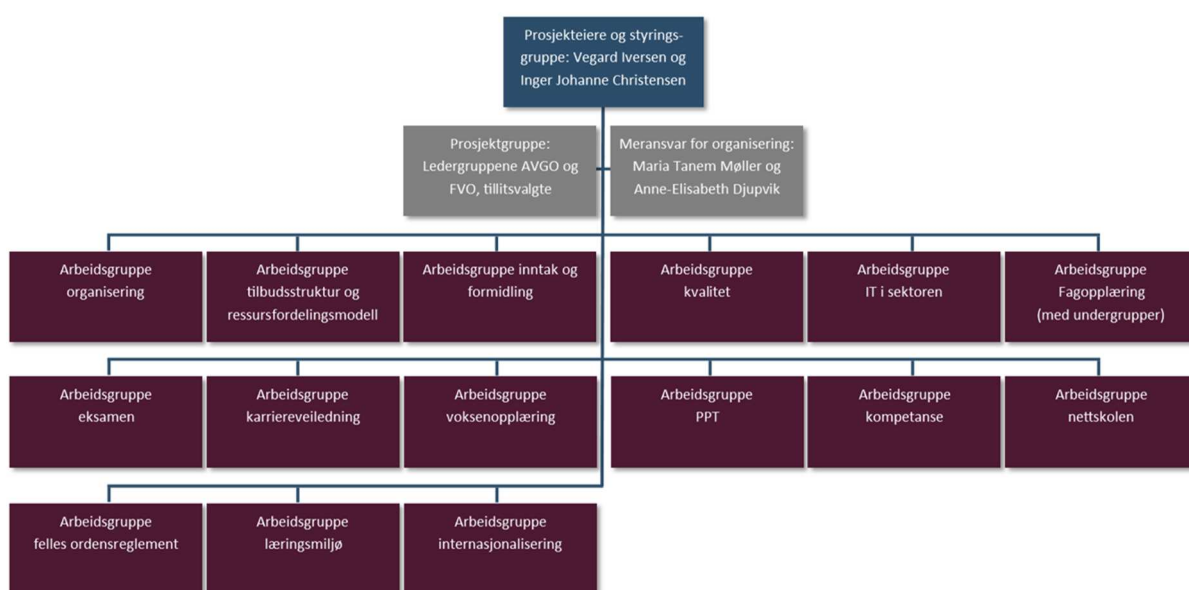 Prosjekteiere og styrings-
gruppe: Vegard Iversen og
Inger Johanne Christensen
Prosjektgruppe:
Ledergruppene AVGO og
FVO, tillitsvalgte
Meransvar for organisering:
Maria Tanem Møller og
Anne-Elisabeth Djupvik
Arbeidsgruppe
organisering
Arbeidsgruppe
tilbudsstruktur og
ressursfordelingsmodell
Arbeidsgruppe inntak og
formidling
Arbeidsgruppe
kvalitet
Arbeidsgruppe
IT i sektoren
Arbeidsgruppe
Fagopplæring
(med undergrupper)
Arbeidsgruppe
eksamen
Arbeidsgruppe
karriereveiledning
Arbeidsgruppe
voksenopplæring
Arbeidsgruppe
PPT
Arbeidsgruppe
kompetanse
Arbeidsgruppe
nettskolen
Arbeidsgruppe
felles ordensreglement
Arbeidsgruppe
læringsmiljø
Arbeidsgruppe
internasjonalisering